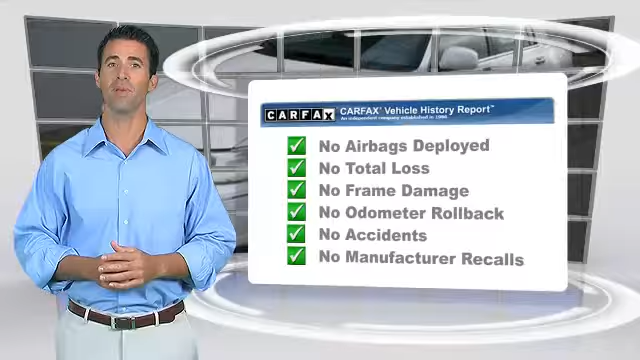 CARFAX CARFAX® Vehicle History Report™
An independent company established in 1986
No Airbags Deployed
No Total Loss
No Frame Damage
No Odometer Rollback
No Accidents
No Manufacturer Recalls